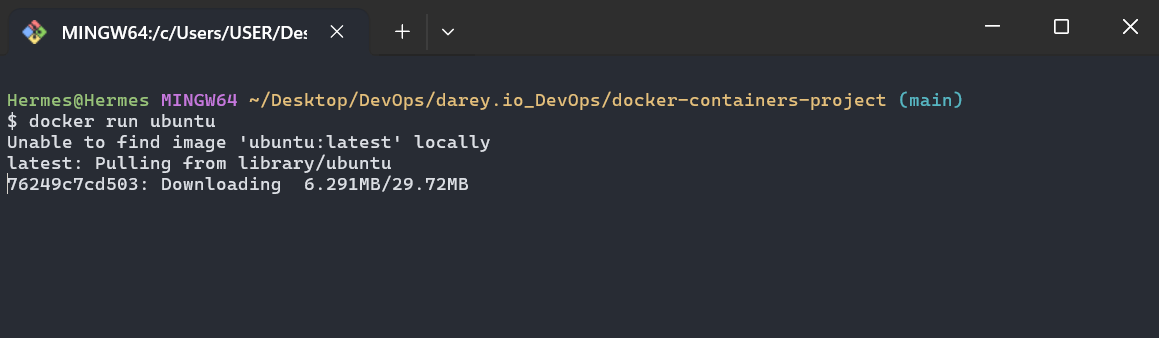 MINGW64:/c/Users/USER/Des
Hermes@Hermes MINGW64 ~/Desktop/DevOps/darey.io_DevOps/docker-containers-project (main)
$ docker run ubuntu
Unable to find image 'ubuntu:latest' locally
latest: Pulling from library/ubuntu
76249c7cd503: Downloading  6.291MB/29.72MB